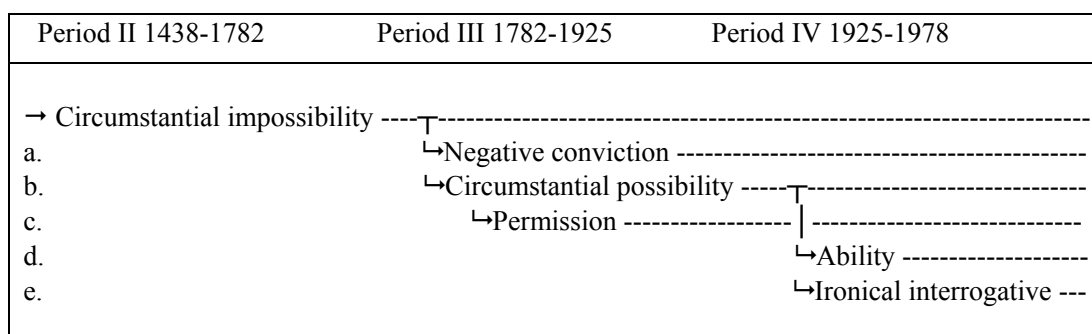 Period II 1438-1782 Period III 1782-1925 Period IV 1925-1978
→ Circumstantial impossibility ----┬----------------------------------------------------------------------
a. ↳Negative conviction --------------------------------------------
b. ↳Circumstantial possibility -----┬------------------------------
c. ↳Permission ------------------│-----------------------------
d. ↳Ability --------------------
e. ↳Ironical interrogative ---